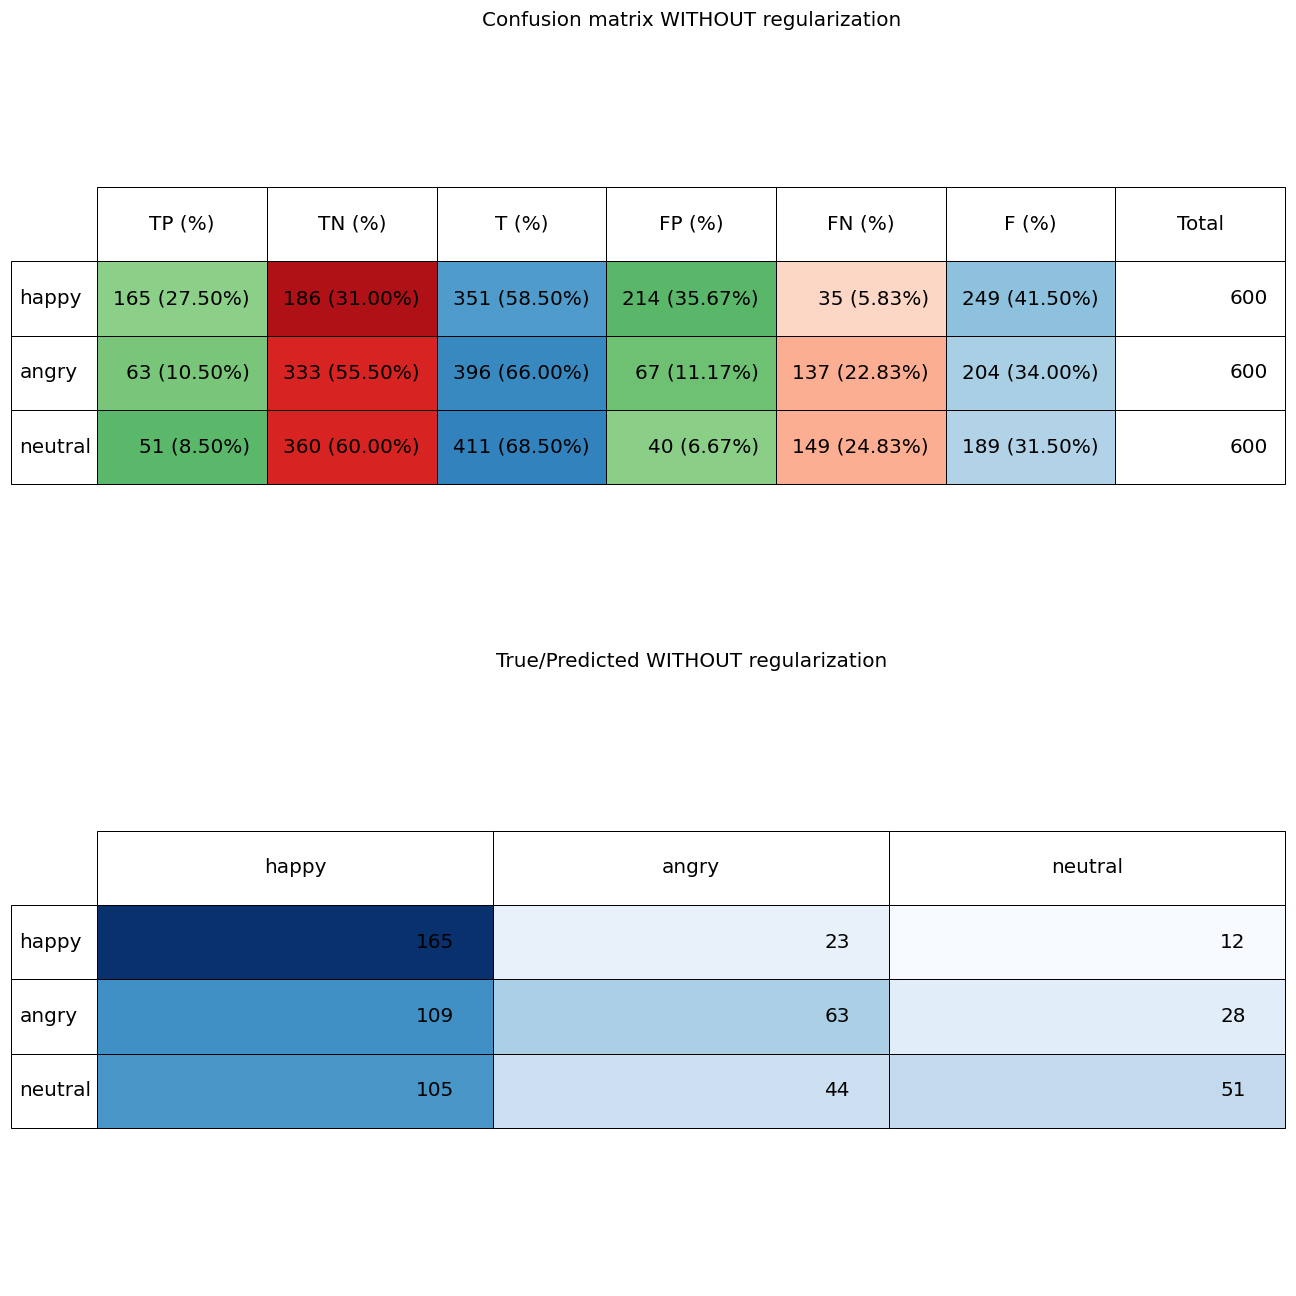 Confusion matrix WITHOUT regularization
TP (%) TN (%) T (%) FP (%) FN (%) F (%) Total
happy 165 (27.50%) 186 (31.00%) 351 (58.50%) 214 (35.67%) 35 (5.83%) 249 (41.50%) 600
angry 63 (10.50%) 333 (55.50%) 396 (66.00%) 67 (11.17%) 137 (22.83%) 204 (34.00%) 600
neutral 51 (8.50%) 360 (60.00%) 411 (68.50%) 40 (6.67%) 149 (24.83%) 189 (31.50%) 600
True/Predicted WITHOUT regularization
happy angry neutral
happy 165 23 12
angry 109 63 28
neutral 105 44 51